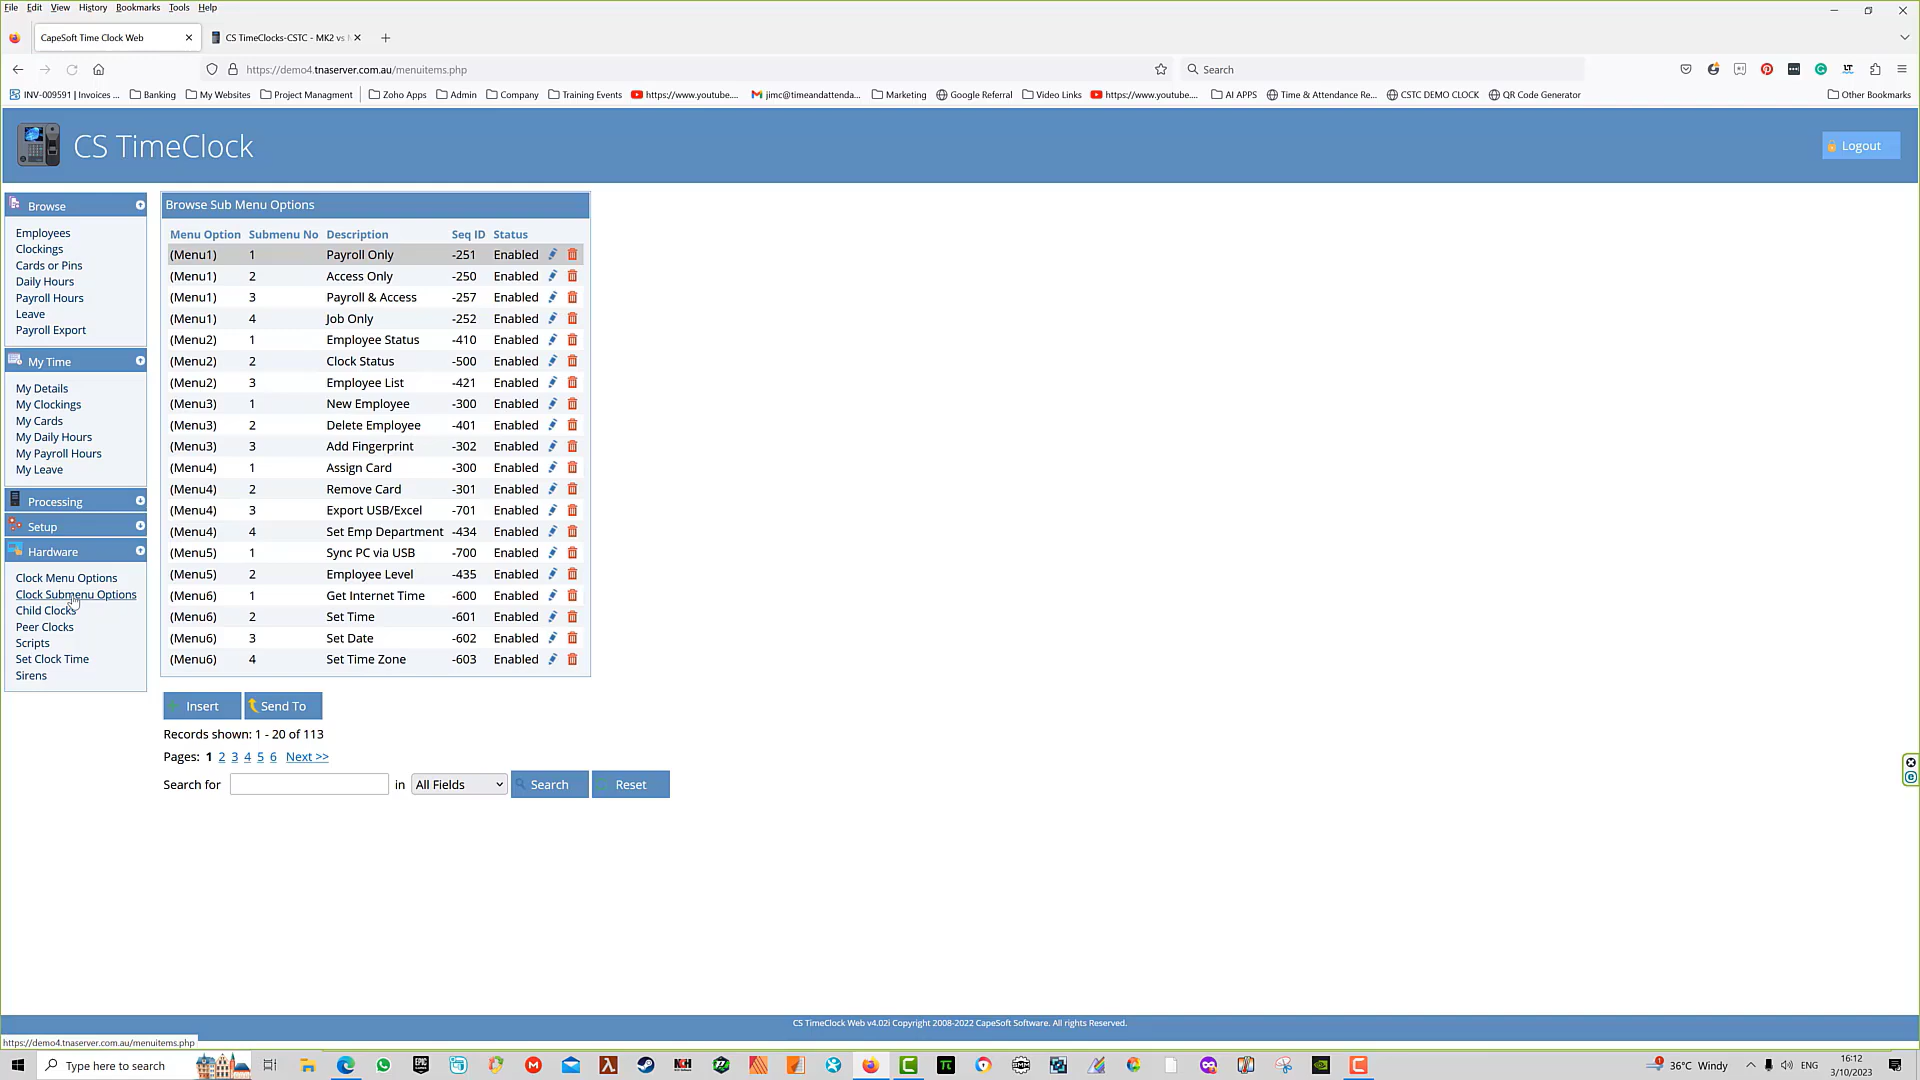 File Edit View History Bookmarks Tools Help
CapeSoft Time Clock Web
CS TimeClocks-CSTC - MK2 vs
https://demo4.tnaserver.com.au/menuitems.php
Search
INV-009591 | Invoices ... Banking My Websites Project Managment Zoho Apps Admin Company Training Events https://www.youtube.... jimc@timeandattenda... Marketing Google Referral Video Links https://www.youtube.... AI APPS Time & Attendance Re... CSTC DEMO CLOCK QR Code Generator Other Bookmarks
CS TimeClock
Logout
Browse
Employees
Clockings
Cards or Pins
Daily Hours
Payroll Hours
Leave
Payroll Export
My Time
My Details
My Clockings
My Cards
My Daily Hours
My Payroll Hours
My Leave
Processing
Setup
Hardware
Clock Menu Options
Clock Submenu Options
Child Clocks
Peer Clocks
Scripts
Set Clock Time
Sirens
Browse Sub Menu Options
Menu Option Submenu No Description Seq ID Status
(Menu1) 1 Payroll Only -251 Enabled
(Menu1) 2 Access Only -250 Enabled
(Menu1) 3 Payroll & Access -257 Enabled
(Menu1) 4 Job Only -252 Enabled
(Menu2) 1 Employee Status -410 Enabled
(Menu2) 2 Clock Status -500 Enabled
(Menu2) 3 Employee List -421 Enabled
(Menu3) 1 New Employee -300 Enabled
(Menu3) 2 Delete Employee -401 Enabled
(Menu3) 3 Add Fingerprint -302 Enabled
(Menu4) 1 Assign Card -300 Enabled
(Menu4) 2 Remove Card -301 Enabled
(Menu4) 3 Export USB/Excel -701 Enabled
(Menu4) 4 Set Emp Department -434 Enabled
(Menu5) 1 Sync PC via USB -700 Enabled
(Menu5) 2 Employee Level -435 Enabled
(Menu6) 1 Get Internet Time -600 Enabled
(Menu6) 2 Set Time -601 Enabled
(Menu6) 3 Set Date -602 Enabled
(Menu6) 4 Set Time Zone -603 Enabled
Insert Send To
Records shown: 1 - 20 of 113
Pages: 1 2 3 4 5 6 Next >>
Search for in All Fields Search Reset
CS TimeClock Web v4.02i Copyright 2008-2022 CapeSoft Software. All rights Reserved.
https://demo4.tnaserver.com.au/menuitems.php
Type here to search
36°C Windy
ENG
16:12
3/10/2023